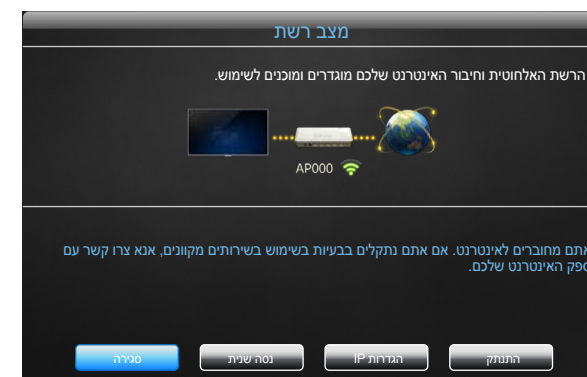 מצב רשת
הרשת האלחוטית וחיבור האינטרנט שלכם מוגדרים ומוכנים לשימוש.
AP000
אתם מחוברים לאינטרנט. אם אתם נתקלים בבעיות בשימוש בשירותים מקוונים, אנא צרו קשר עם
ספק האינטרנט שלכם.
התנתק
הגדרות IP
נסה שנית
סגירה